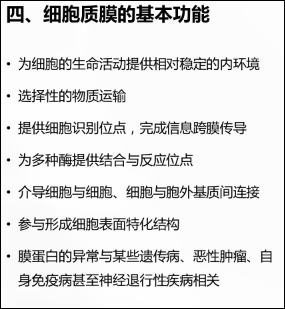 四、细胞质膜的基本功能
• 为细胞的生命活动提供相对稳定的内环境
• 选择性的物质运输
• 提供细胞识别位点，完成信息跨膜传导
• 为多种酶提供结合与反应位点
• 介导细胞与细胞、细胞与胞外基质间连接
• 参与形成细胞表面特化结构
• 膜蛋白的异常与某些遗传病、恶性肿瘤、自
身免疫病甚至神经退行性疾病相关